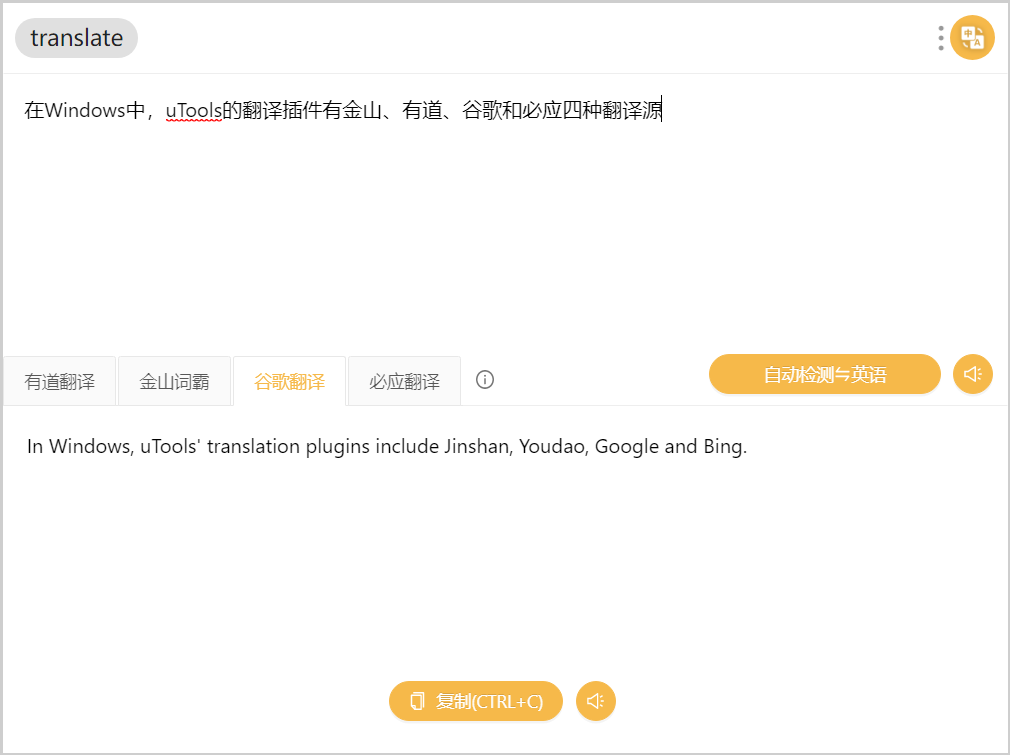 translate
在Windows中，uTools的翻译插件有金山、有道、谷歌和必应四种翻译源
有道翻译 金山词霸 谷歌翻译 必应翻译 自动检测⇋英语
In Windows, uTools' translation plugins include Jinshan, Youdao, Google and Bing.
复制(CTRL+C)